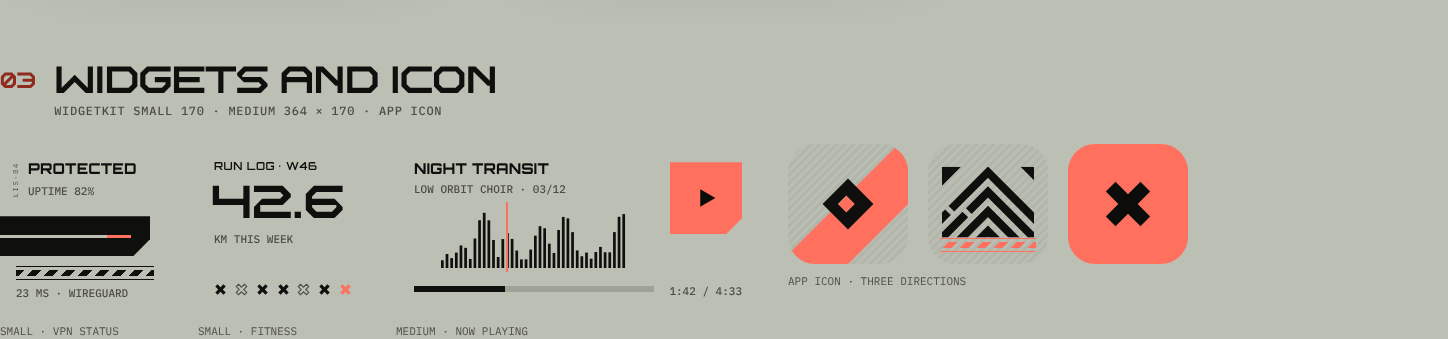 03 WIDGETS AND ICON
WIDGETKIT SMALL 170 · MEDIUM 364 × 170 · APP ICON
LIS-04
PROTECTED
UPTIME 82%
23 MS · WIREGUARD
SMALL · VPN STATUS
RUN LOG · W46
42.6
KM THIS WEEK
SMALL · FITNESS
NIGHT TRANSIT
LOW ORBIT CHOIR · 03/12
1:42 / 4:33
MEDIUM · NOW PLAYING
APP ICON · THREE DIRECTIONS